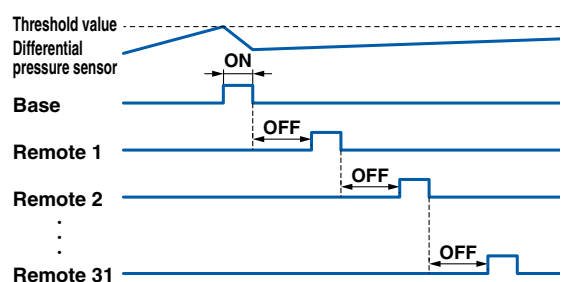 Threshold value
Differential
pressure sensor
ON
Base
OFF
Remote 1
OFF
Remote 2
.
.
.
OFF
Remote 31